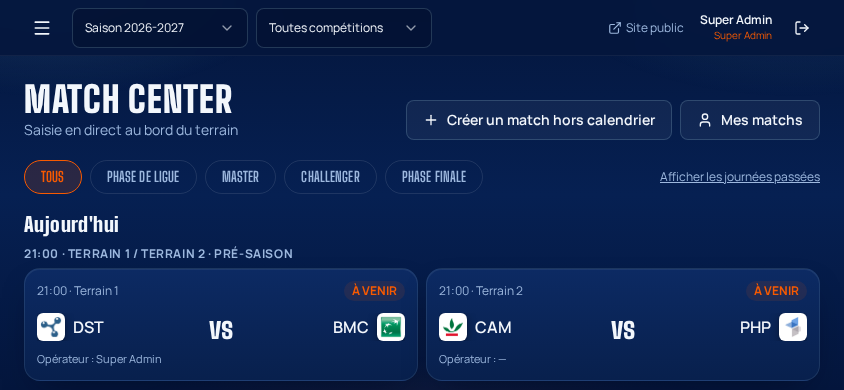 Saison 2026-2027
Toutes compétitions
Site public
Super Admin
Super Admin
MATCH CENTER
Saisie en direct au bord du terrain
Créer un match hors calendrier
Mes matchs
TOUS
PHASE DE LIGUE
MASTER
CHALLENGER
PHASE FINALE
Afficher les journées passées
Aujourd'hui
21:00 · TERRAIN 1 / TERRAIN 2 · PRÉ-SAISON
21:00 · Terrain 1
À VENIR
DST
VS
BMC
Opérateur : Super Admin
21:00 · Terrain 2
À VENIR
CAM
VS
PHP
Opérateur : —